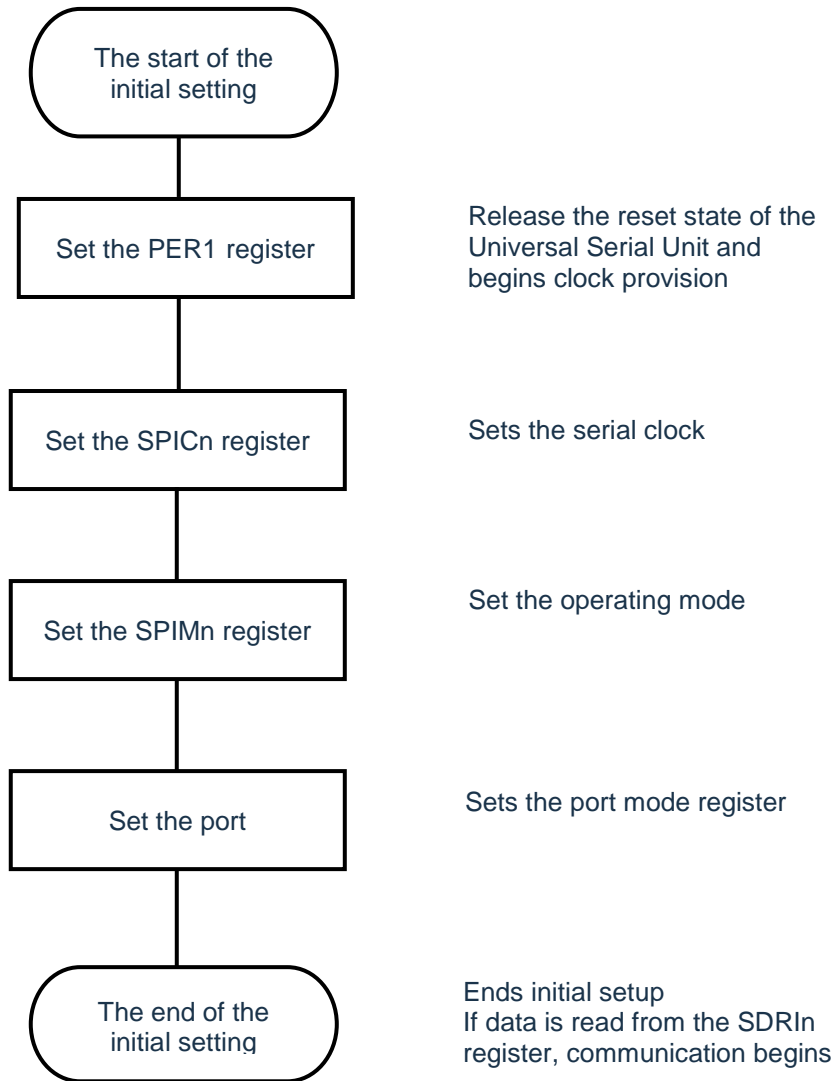 The start of the
initial setting
Set the PER1 register
Release the reset state of the
Universal Serial Unit and
begins clock provision
Set the SPICn register
Sets the serial clock
Set the SPIMn register
Set the operating mode
Set the port
Sets the port mode register
The end of the
initial setting
Ends initial setup
If data is read from the SDRIn
register, communication begins